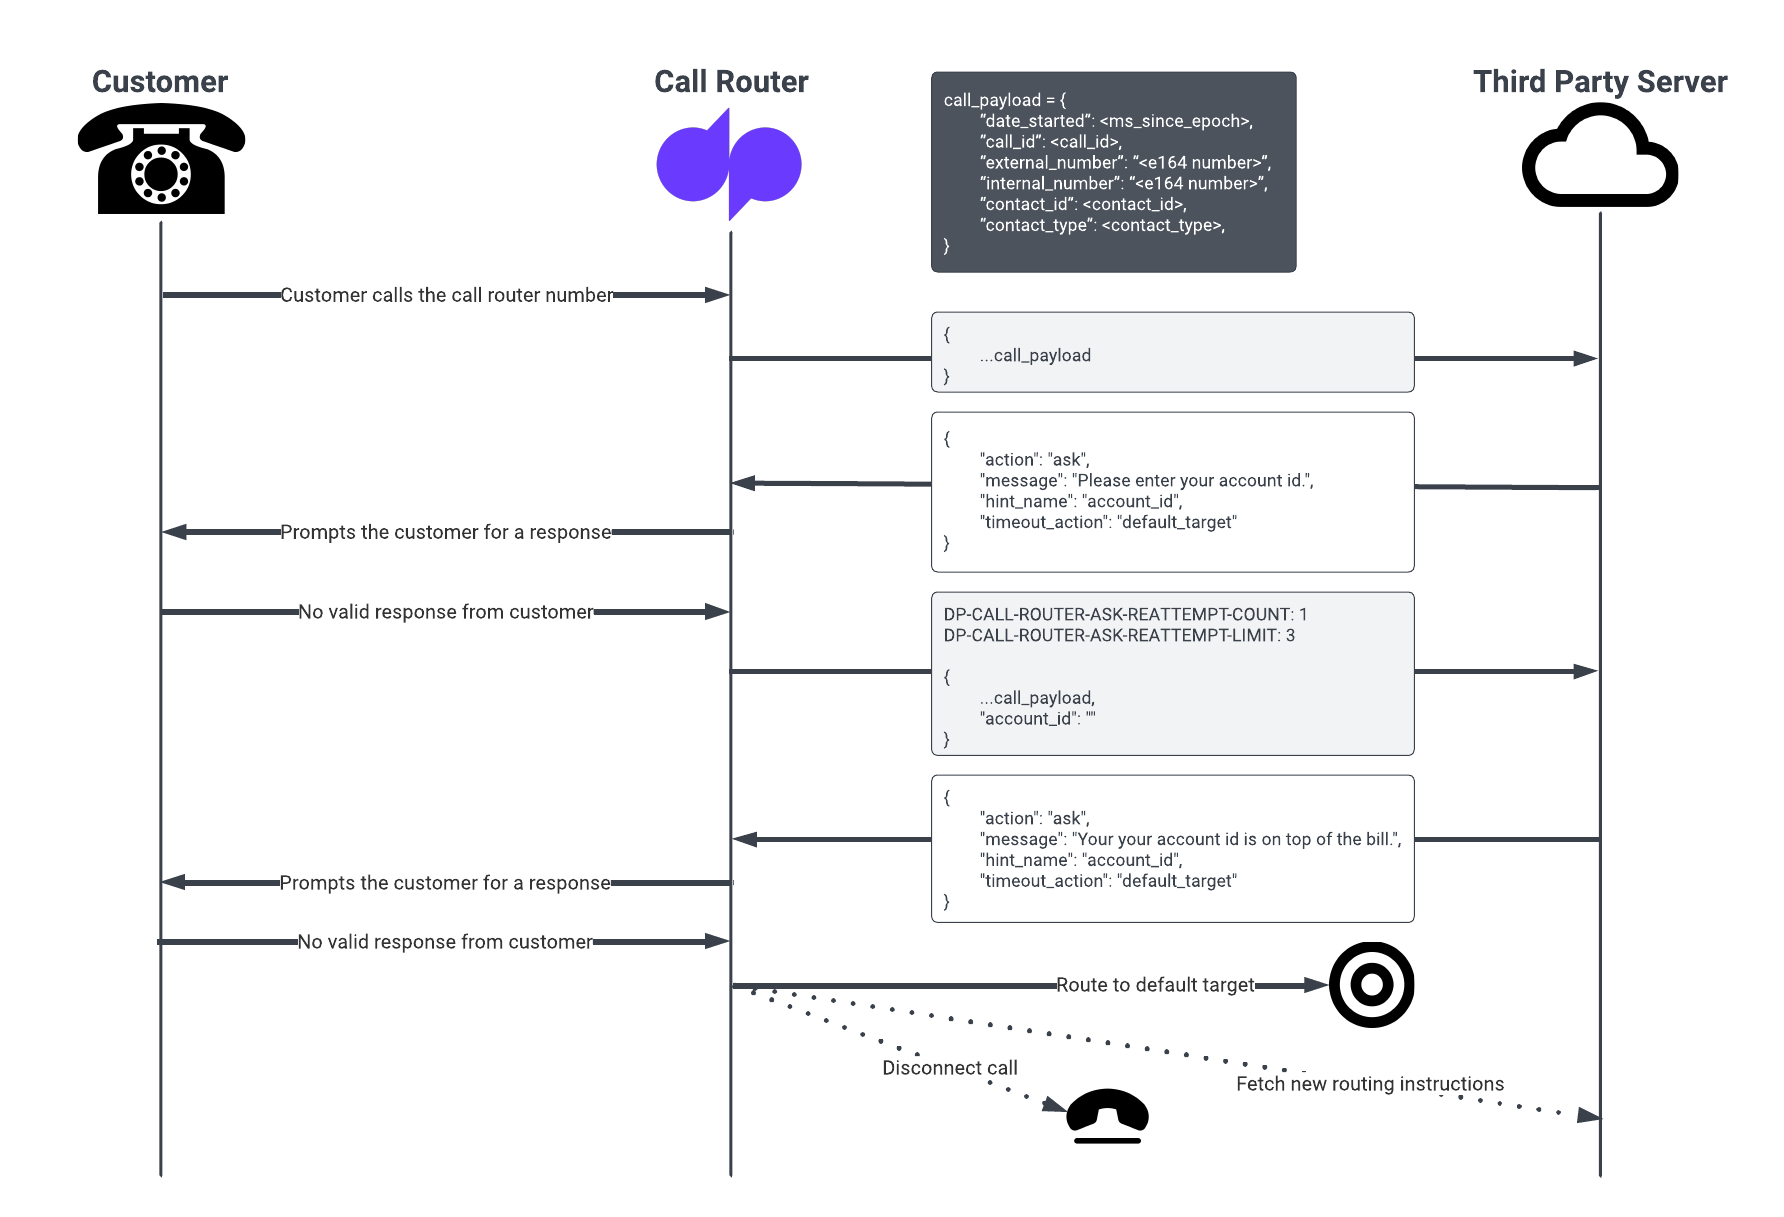 Customer
Call Router
Third Party Server
call_payload = {
"date_started": <ms_since_epoch>,
"call_id": <call_id>,
"external_number": "<e164 number>",
"internal_number": "<e164 number>",
"contact_id": <contact_id>,
"contact_type": <contact_type>,
}
Customer calls the call router number
{
...call_payload
}
{
"action": "ask",
"message": "Please enter your account id.",
"hint_name": "account_id",
"timeout_action": "default_target"
}
Prompts the customer for a response
No valid response from customer
DP-CALL-ROUTER-ASK-REATTEMPT-COUNT: 1
DP-CALL-ROUTER-ASK-REATTEMPT-LIMIT: 3
{
...call_payload,
"account_id": ""
}
{
"action": "ask",
"message": "Your your account id is on top of the bill.",
"hint_name": "account_id",
"timeout_action": "default_target"
}
Prompts the customer for a response
No valid response from customer
Route to default target
Disconnect call
Fetch new routing instructions